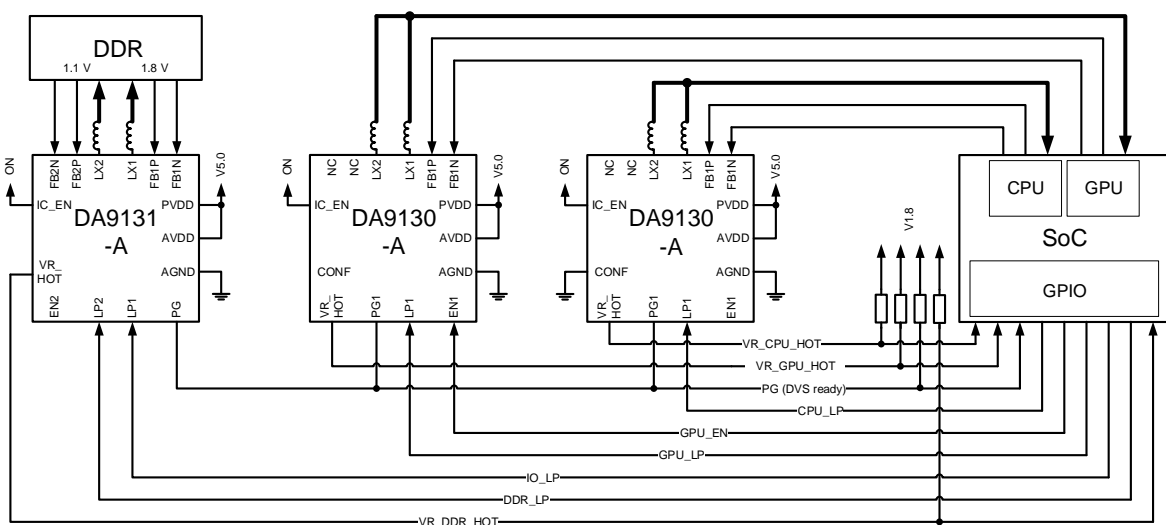 DDR
1.1 V
1.8 V
ON
FB2N
FB2P
LX2
LX1
FB1P
FB1N
V5.0
IC_EN
PVDD
DA9131
-A
AVDD
VR_
HOT
AGND
EN2
LP2
LP1
PG
ON
NC
NC
LX2
LX1
FB1P
FB1N
V5.0
IC_EN
PVDD
DA9130
-A
AVDD
CONF
AGND
VR_
HOT
PG1
LP1
EN1
ON
NC
NC
LX2
LX1
FB1P
FB1N
V5.0
IC_EN
PVDD
DA9130
-A
AVDD
CONF
AGND
VR_
HOT
PG1
LP1
EN1
V1.8
CPU
GPU
SoC
GPIO
VR_CPU_HOT
VR_GPU_HOT
PG (DVS ready)
CPU_LP
GPU_EN
GPU_LP
IO_LP
DDR_LP
VR_DDR_HOT